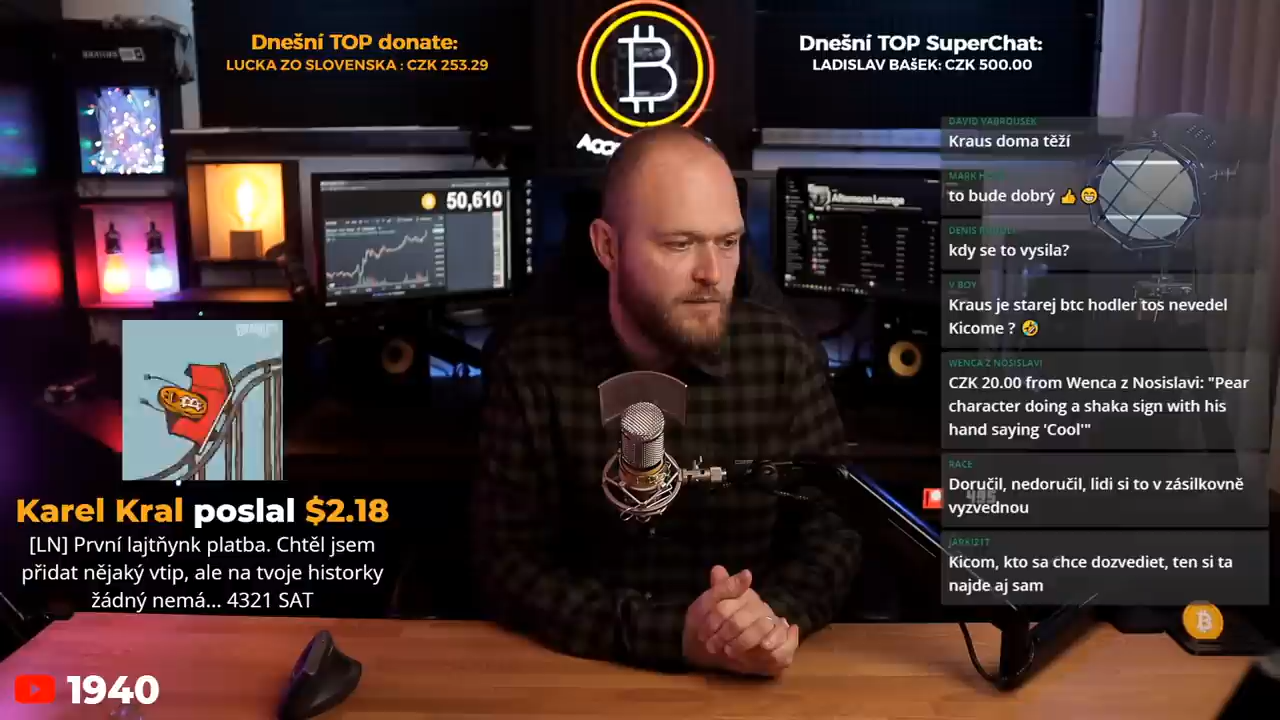 Dnešní TOP donate:
LUCKA ZO SLOVENSKA : CZK 253.29
Dnešní TOP SuperChat:
LADISLAV BAŠEK: CZK 500.00
50,610
Afternoon Lounge
DAVID VABROUSEK
Kraus doma těží
to bude dobrý 👍😁
kdy se to vysila?
V BOY
Kraus je starej btc hodler tos nevedel
Kicome ? 🤣
WENCA Z NOSISLAVI
CZK 20.00 from Wenca z Nosislavi: "Pear
character doing a shaka sign with his
hand saying 'Cool'"
RACE
Doručil, nedoručil, lidi si to v zásilkovně
vyzvednou
JARKI21T
Kicom, kto sa chce dozvediet, ten si ta
najde aj sam
Karel Kral poslal $2.18
[LN] První lajtňynk platba. Chtěl jsem
přidat nějaký vtip, ale na tvoje historky
žádný nemá... 4321 SAT
1940